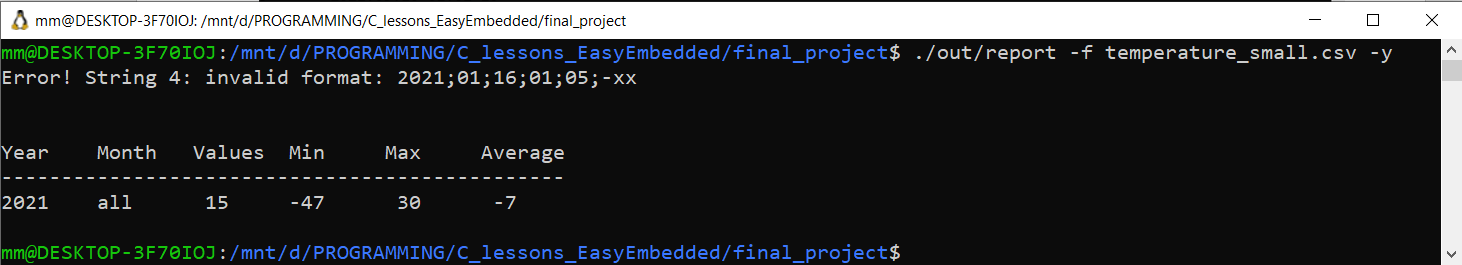 mm@DESKTOP-3F70IOJ: /mnt/d/PROGRAMMING/C_lessons_EasyEmbedded/final_project
mm@DESKTOP-3F70IOJ:/mnt/d/PROGRAMMING/C_lessons_EasyEmbedded/final_project$ ./out/report -f temperature_small.csv -y
Error! String 4: invalid format: 2021;01;16;01;05;-xx
Year    Month   Values  Min     Max     Average
-----------------------------------------------
2021    all      15     -47      30      -7
mm@DESKTOP-3F70IOJ:/mnt/d/PROGRAMMING/C_lessons_EasyEmbedded/final_project$